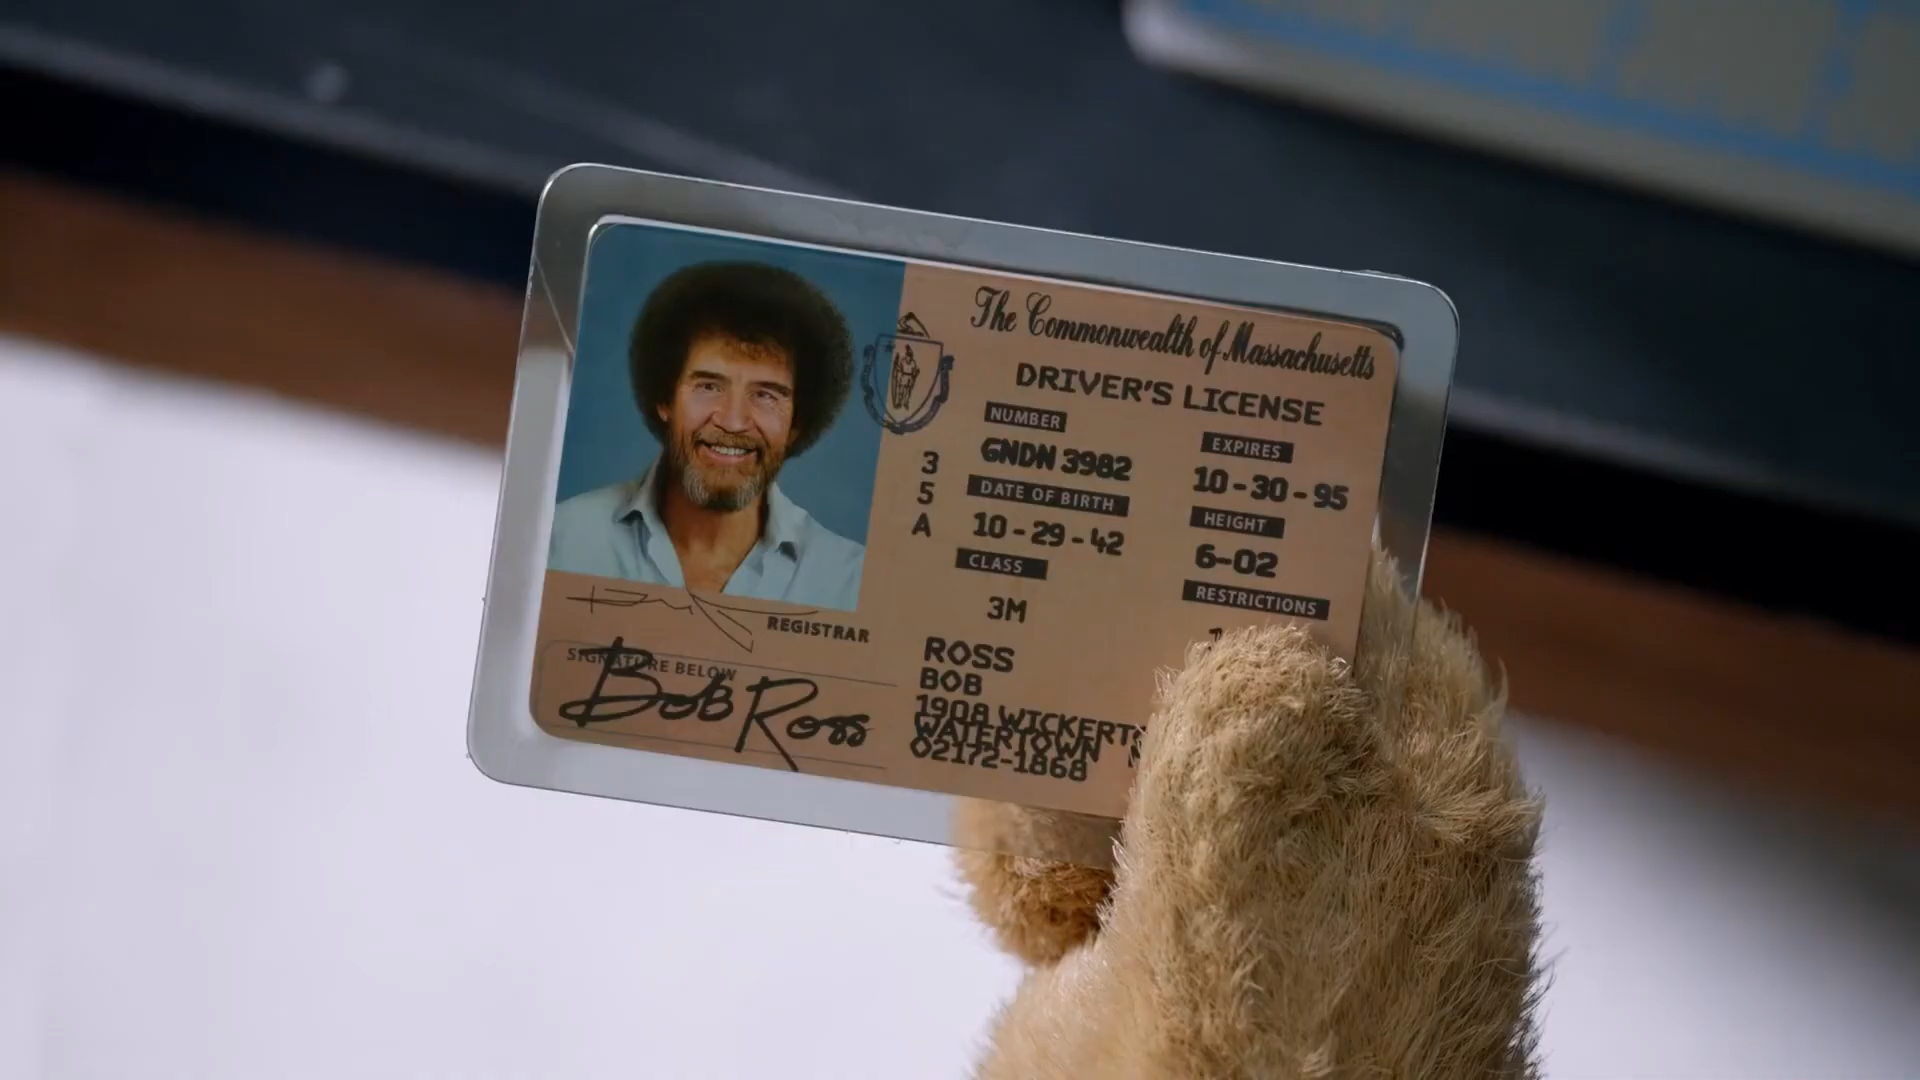 The Commonwealth of Massachusetts
DRIVER'S LICENSE
NUMBER
GNDN 3982
EXPIRES
10-30-95
3
5
A
DATE OF BIRTH
10-29-42
HEIGHT
6-02
CLASS
3M
RESTRICTIONS
REGISTRAR
SIGNATURE BELOW
Bob Ross
ROSS
BOB
1908 WICKERT
WATERTOWN
02172-1868